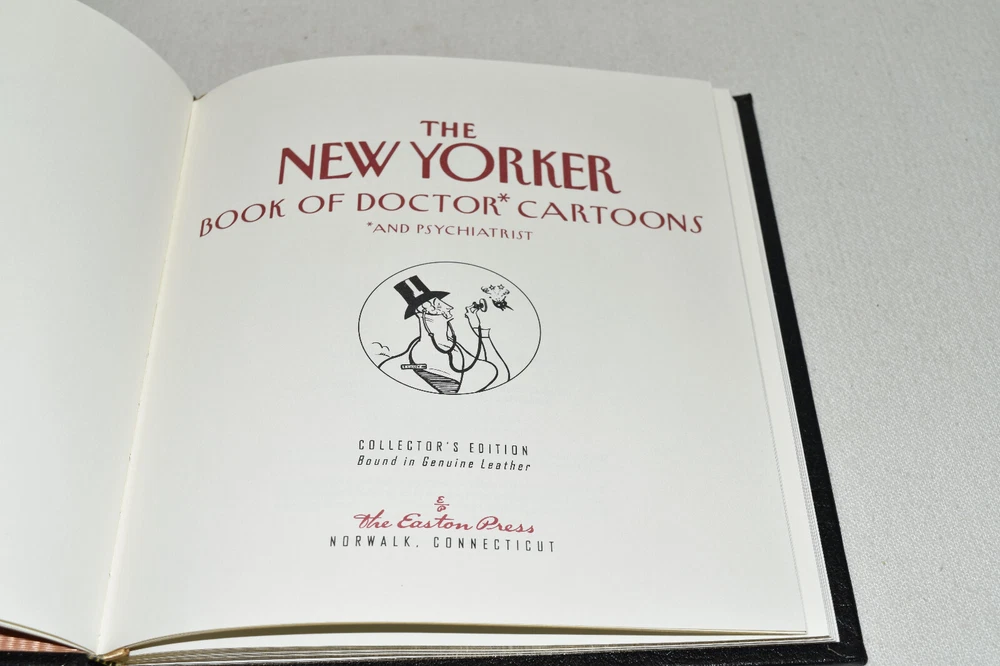 THE
NEW YORKER
BOOK OF DOCTOR* CARTOONS
*AND PSYCHIATRIST
COLLECTOR'S EDITION
Bound in Genuine Leather
E
P
The Easton Press
NORWALK, CONNECTICUT